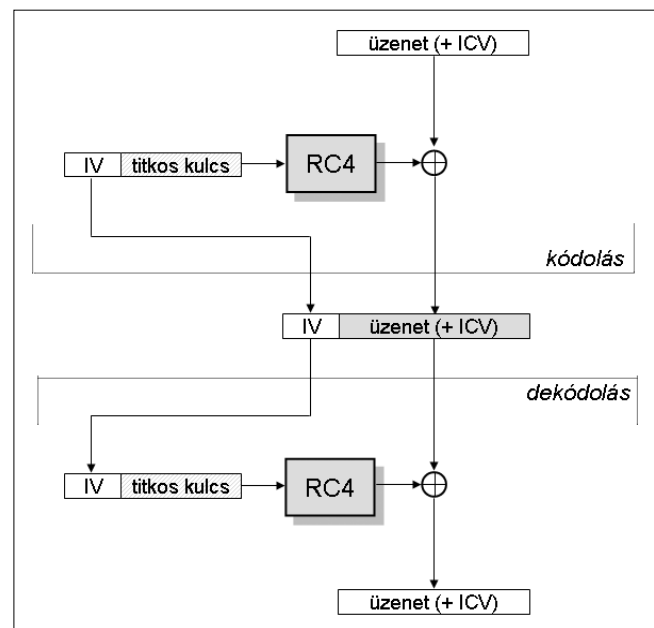 üzenet (+ ICV)
IV titkos kulcs
RC4
kódolás
IV üzenet (+ ICV)
dekódolás
IV titkos kulcs
RC4
üzenet (+ ICV)